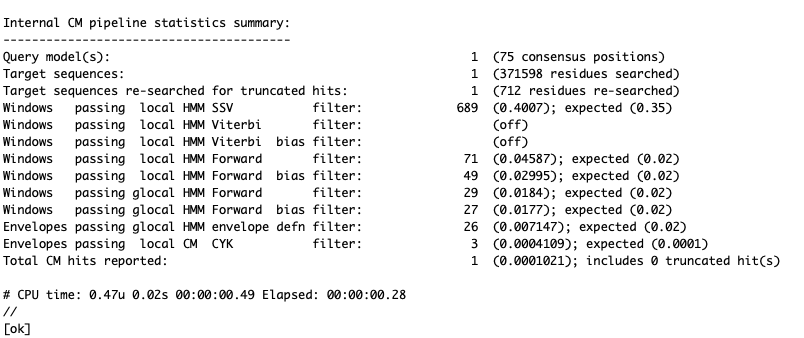 Internal CM pipeline statistics summary:
----------------------------------------
Query model(s):                                                  1  (75 consensus positions)
Target sequences:                                                1  (371598 residues searched)
Target sequences re-searched for truncated hits:                 1  (712 residues re-searched)
Windows   passing  local HMM SSV           filter:             689  (0.4007); expected (0.35)
Windows   passing  local HMM Viterbi       filter:                  (off)
Windows   passing  local HMM Viterbi  bias filter:                  (off)
Windows   passing  local HMM Forward       filter:              71  (0.04587); expected (0.02)
Windows   passing  local HMM Forward  bias filter:              49  (0.02995); expected (0.02)
Windows   passing glocal HMM Forward       filter:              29  (0.0184); expected (0.02)
Windows   passing glocal HMM Forward  bias filter:              27  (0.0177); expected (0.02)
Envelopes passing glocal HMM envelope defn filter:              26  (0.007147); expected (0.02)
Envelopes passing  local CM  CYK           filter:               3  (0.0004109); expected (0.0001)
Total CM hits reported:                                          1  (0.0001021); includes 0 truncated hit(s)

# CPU time: 0.47u 0.02s 00:00:00.49 Elapsed: 00:00:00.28
//
[ok]